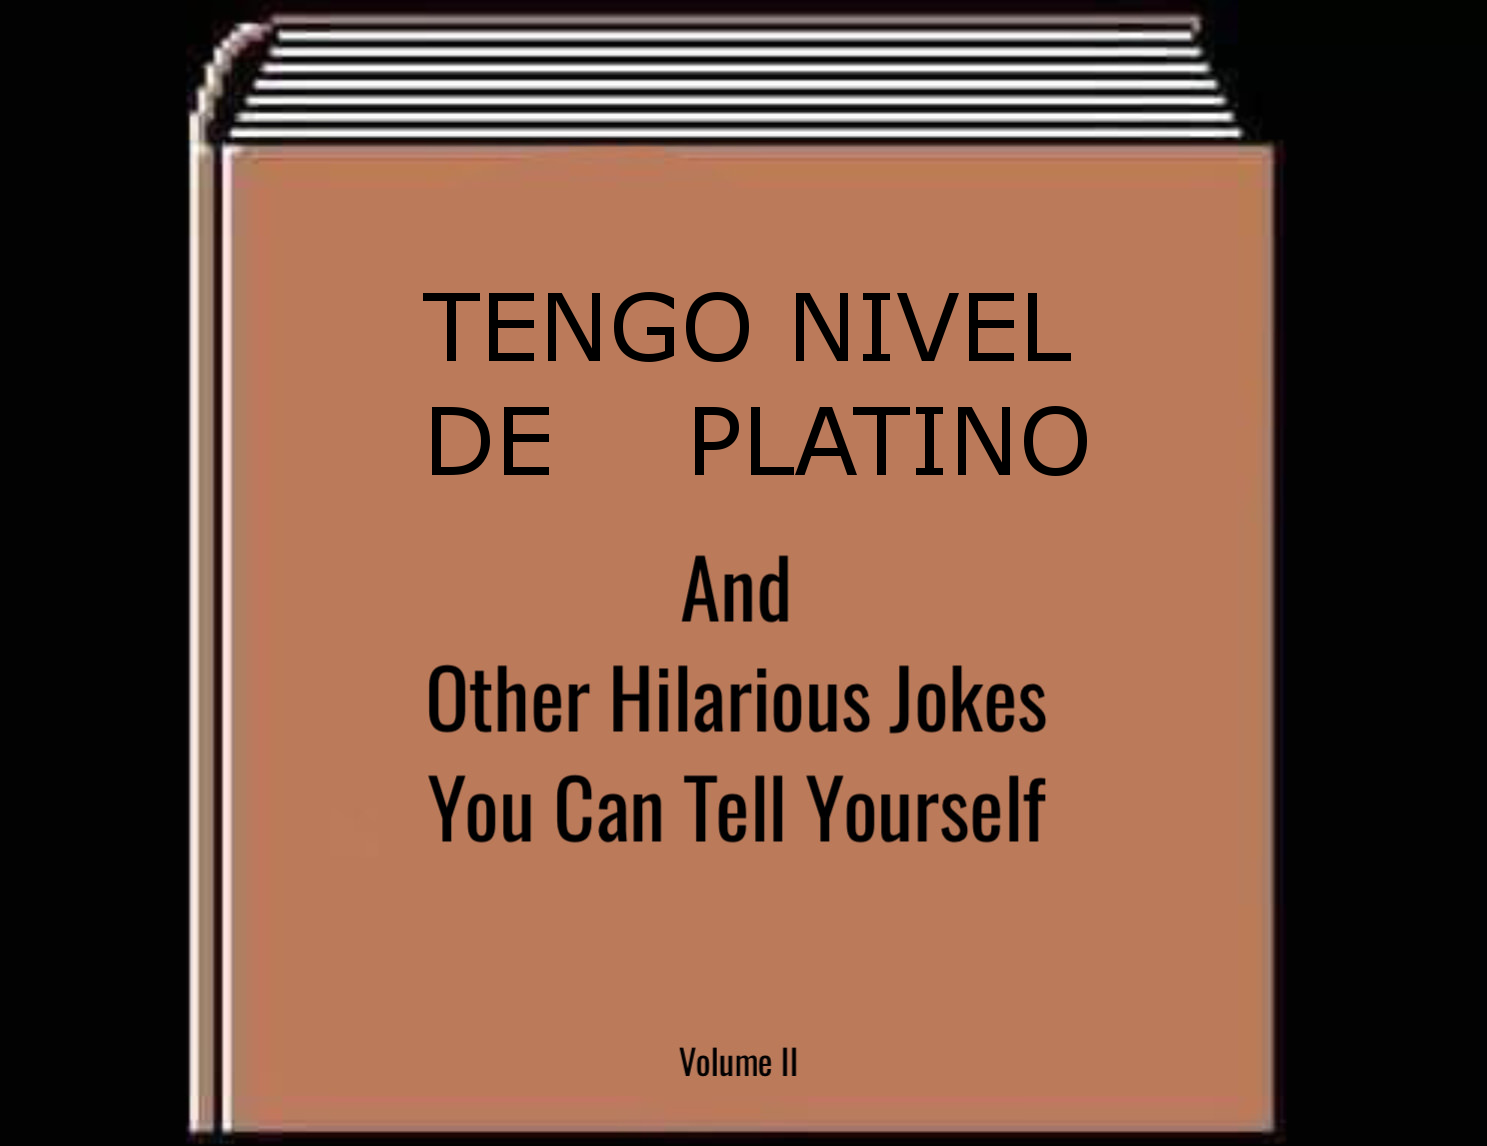 TENGO NIVEL
DE PLATINO
And
Other Hilarious Jokes
You Can Tell Yourself
Volume II